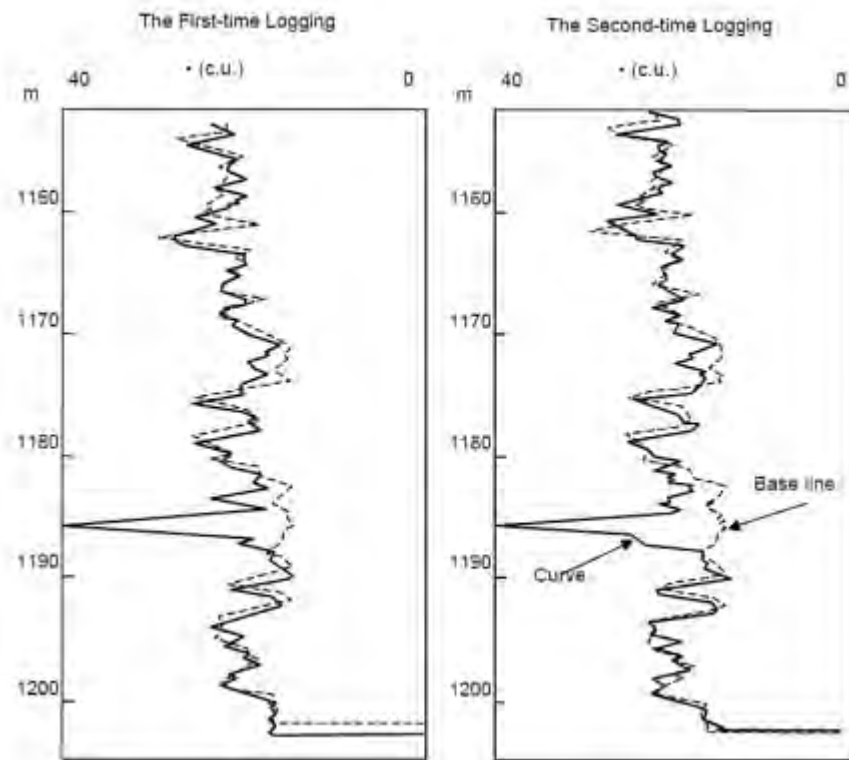 The First-time Logging
The Second-time Logging
40
• (c.u.)
0
40
• (c.u.)
0
m
m
1150
1160
1170
1170
1180
1180
Base line
1190
1190
Curve
1200
1200